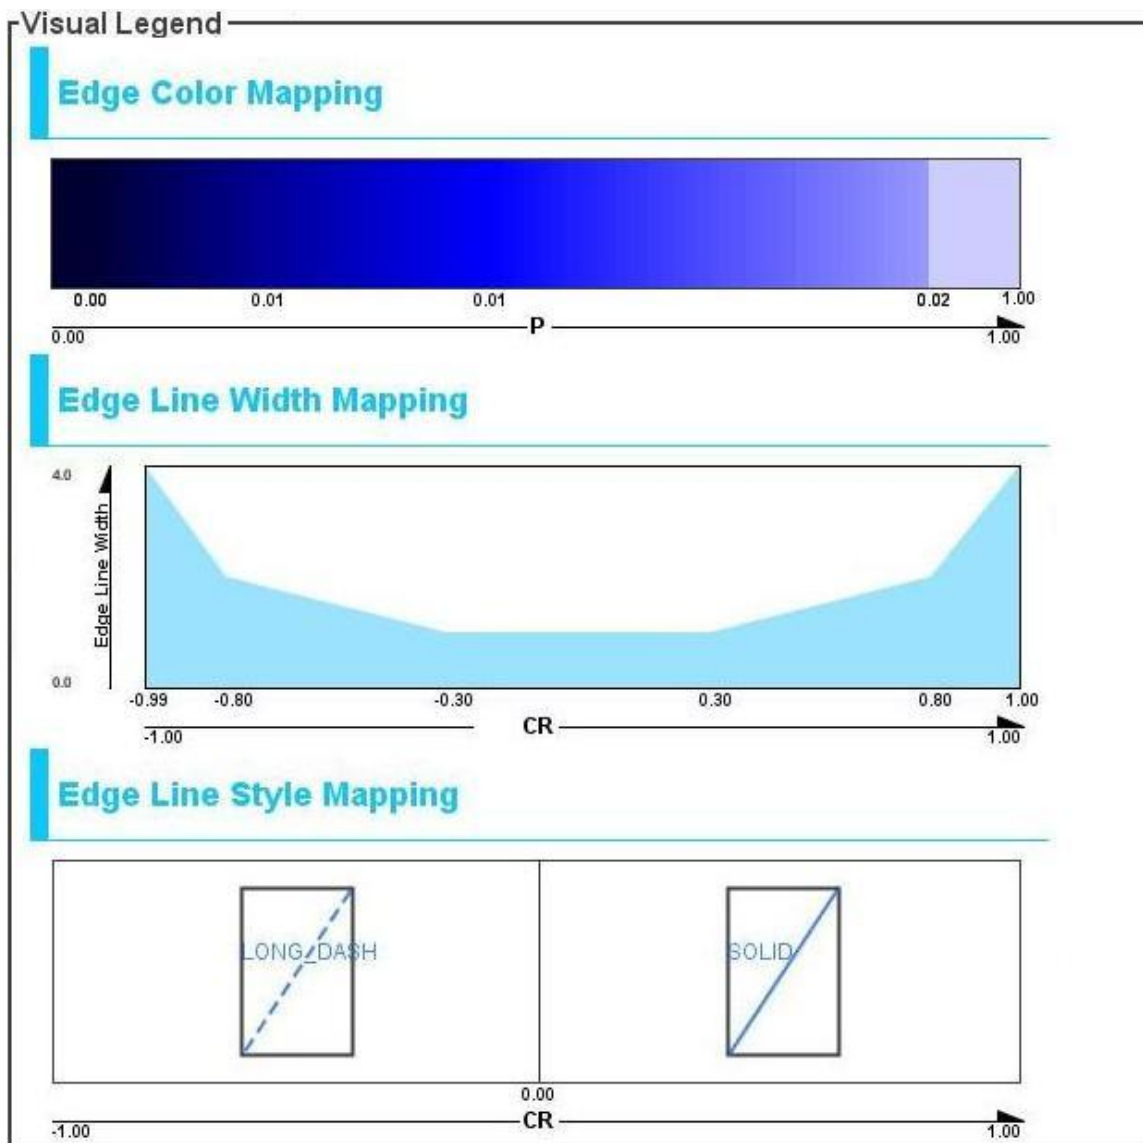 Visual Legend
Edge Color Mapping
0.00 0.01 0.01 0.02 1.00
P
0.00 1.00
Edge Line Width Mapping
4.0
Edge Line Width
0.0
-0.99 -0.80 -0.30 0.30 0.80 1.00
CR
-1.00 1.00
Edge Line Style Mapping
LONG_DASH SOLID
0.00
CR
-1.00 1.00